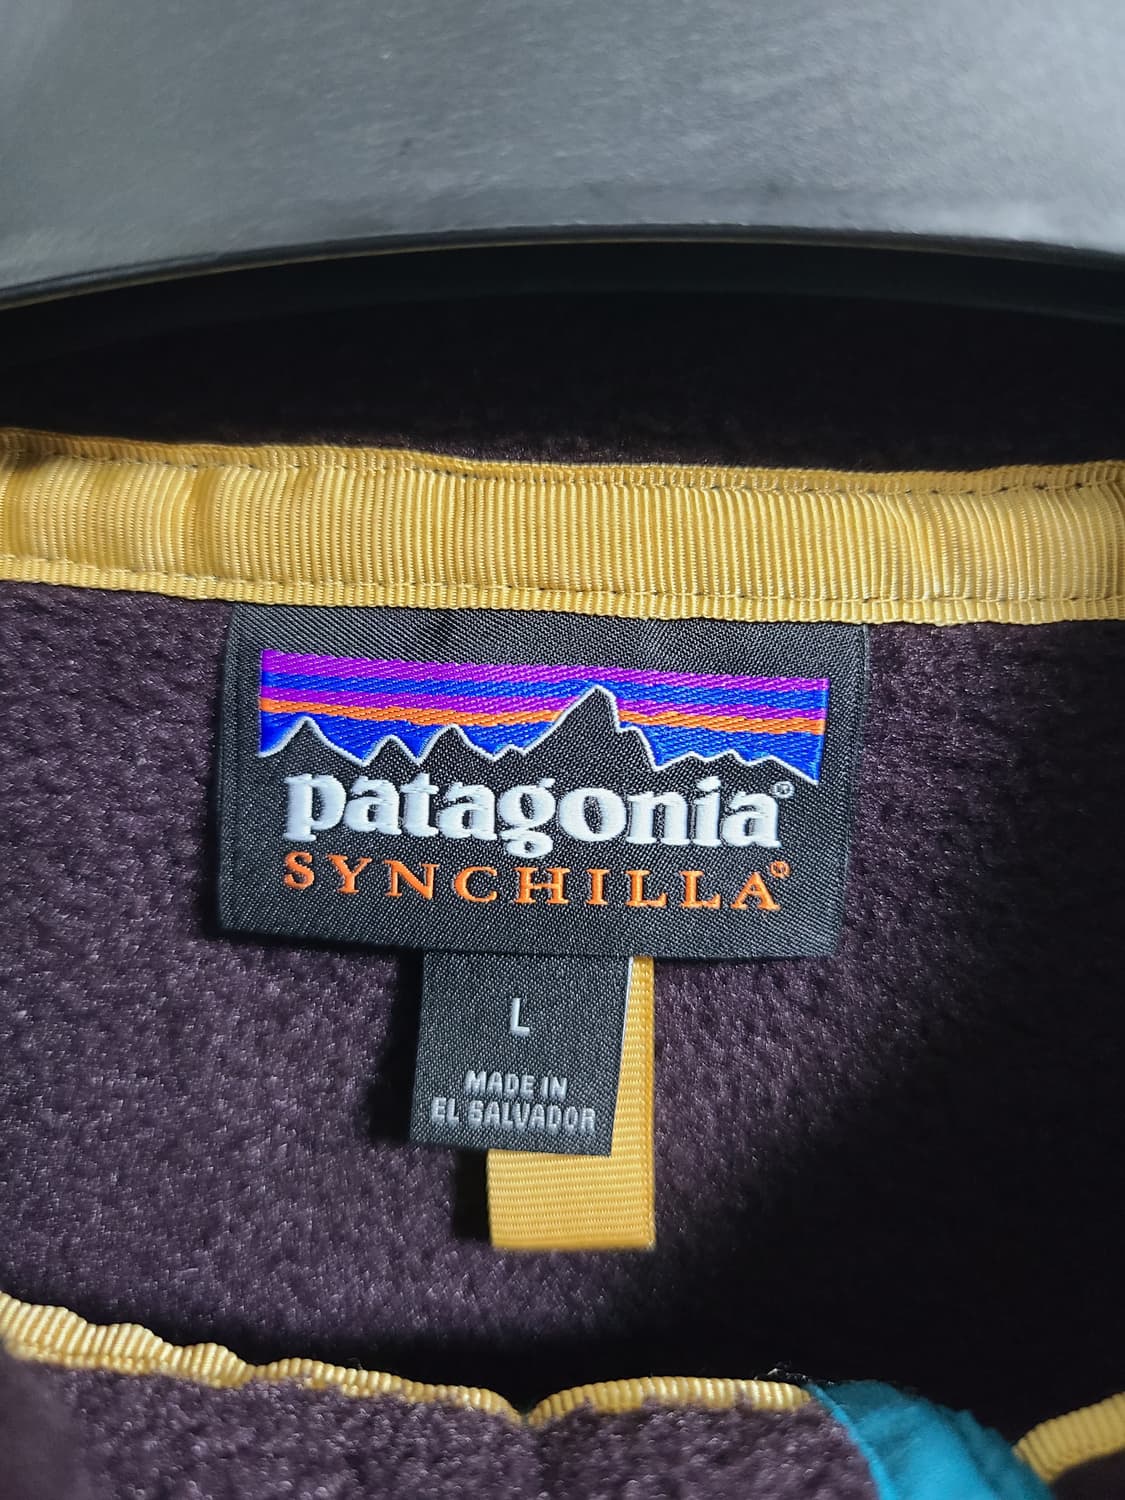 patagonia®
SYNCHILLA®
L
MADE IN
EL SALVADOR